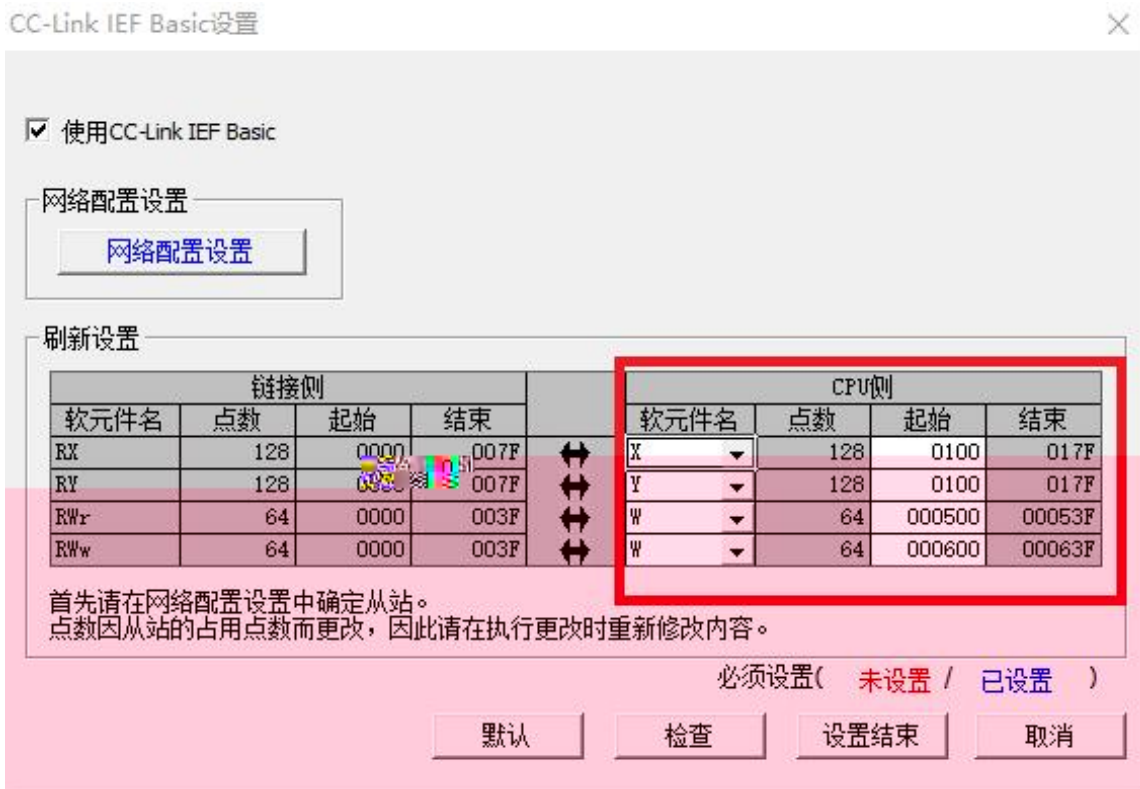 CC-Link IEF Basic设置
使用CC-Link IEF Basic
网络配置设置
网络配置设置
刷新设置
链接侧 CPU侧
软元件名 点数 起始 结束 软元件名 点数 起始 结束
RX 128 0000 007F X 128 0100 017F
RY 128 007F Y 128 0100 017F
RWr 64 0000 003F W 64 000500 00053F
RWw 64 0000 003F W 64 000600 00063F
首先请在网络配置设置中确定从站。
点数因从站的占用点数而更改，因此请在执行更改时重新修改内容。
必须设置( 未设置 / 已设置 )
默认 检查 设置结束 取消